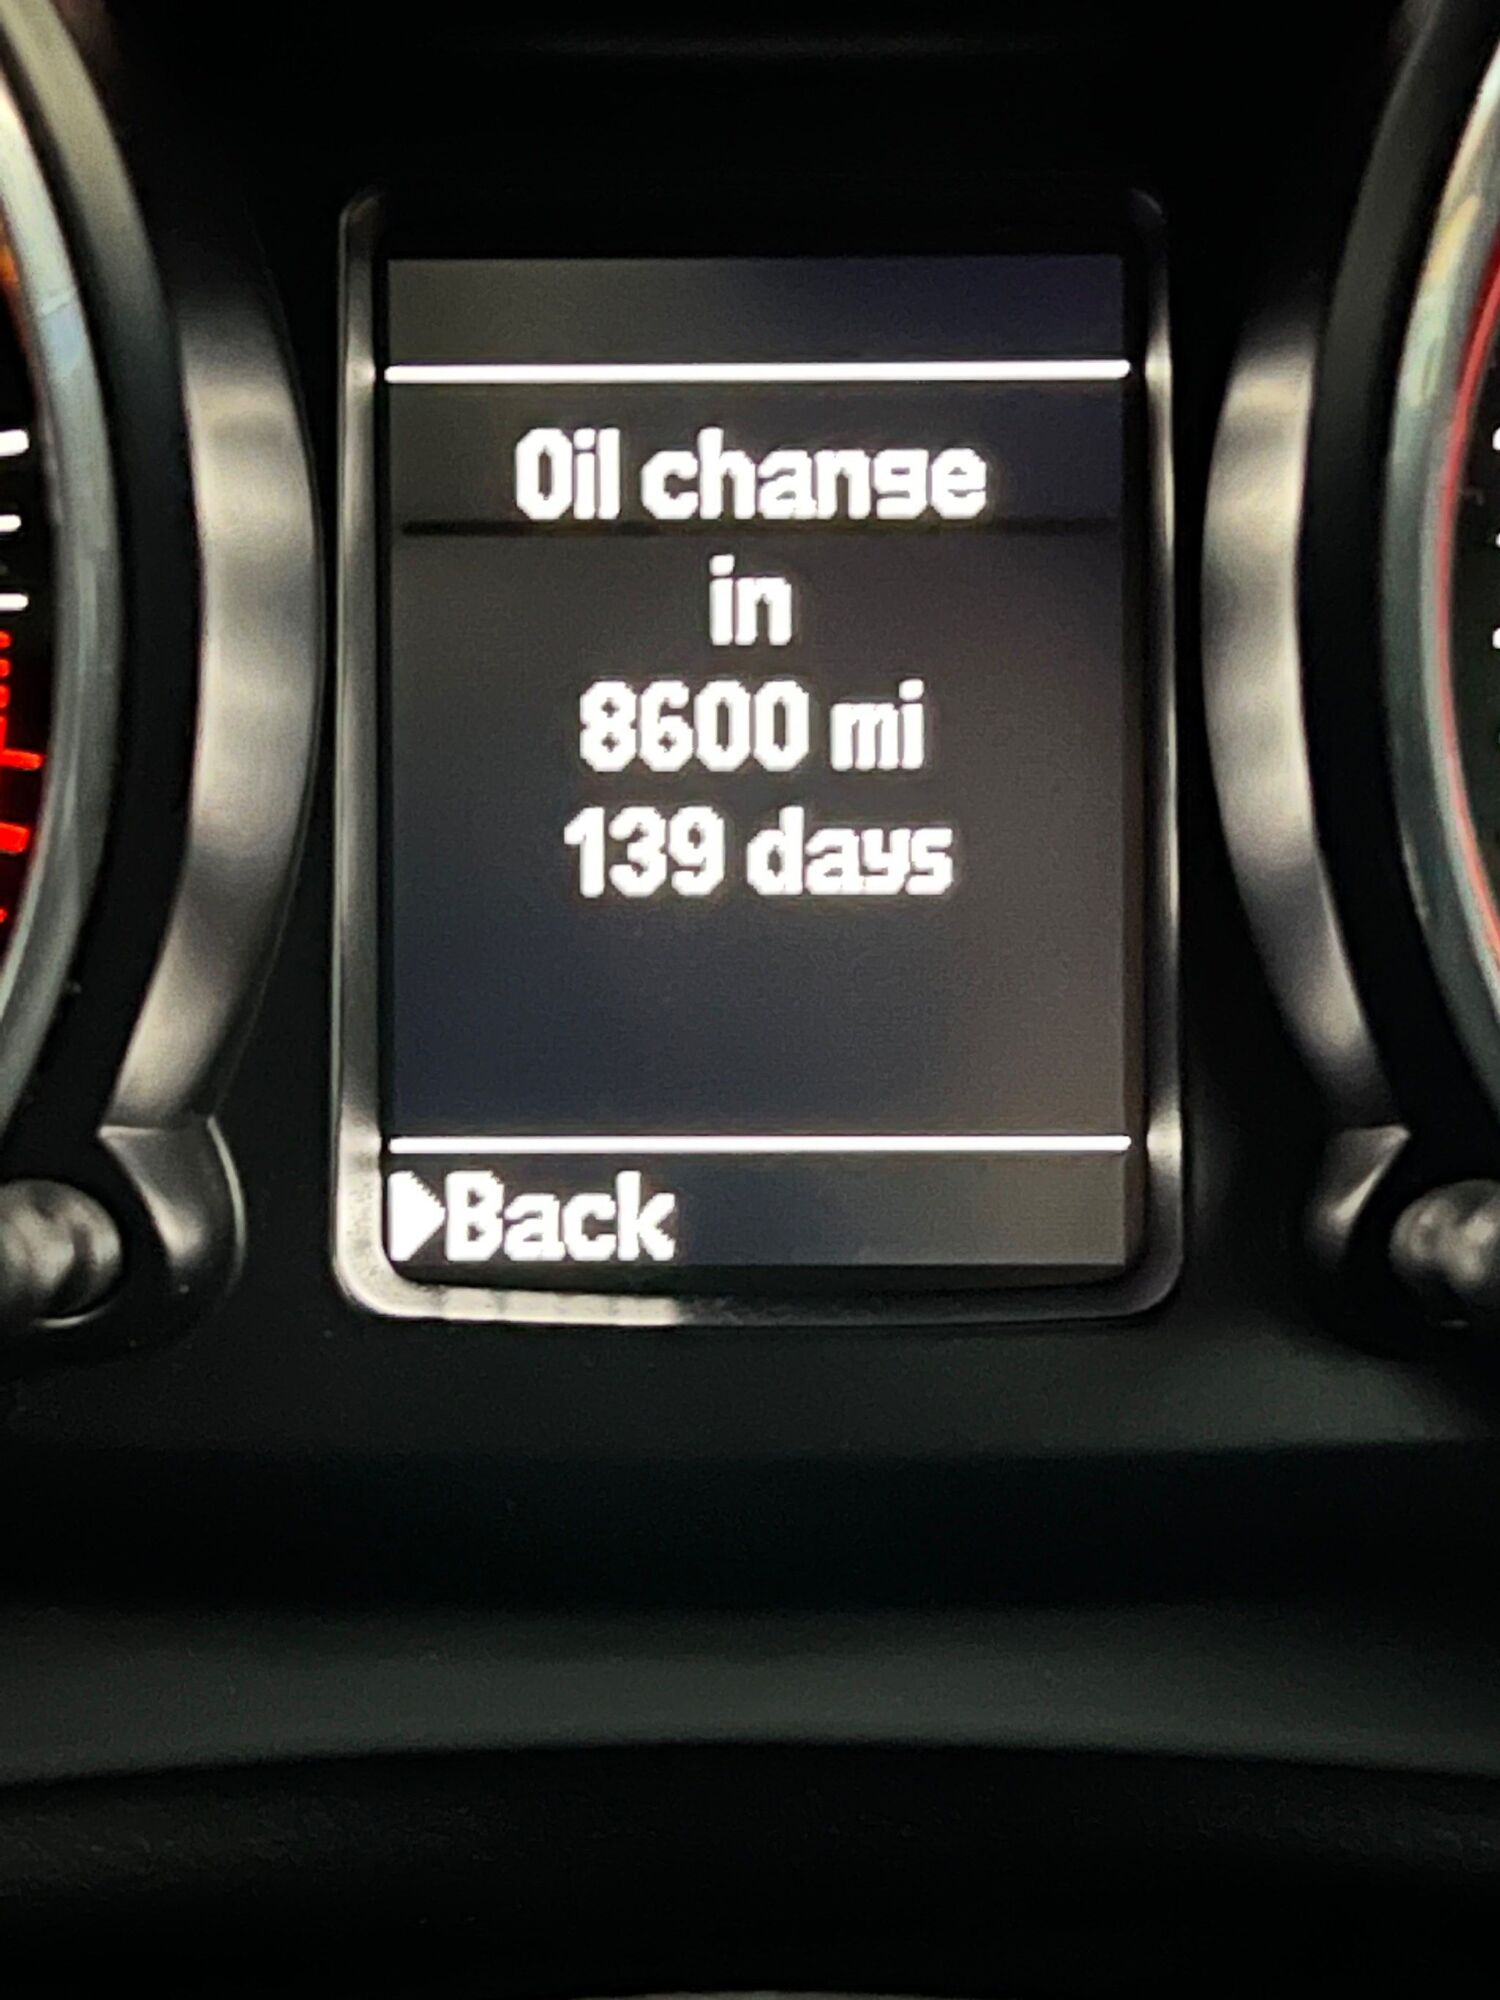 Oil change
in
8600 mi
139 days
Back